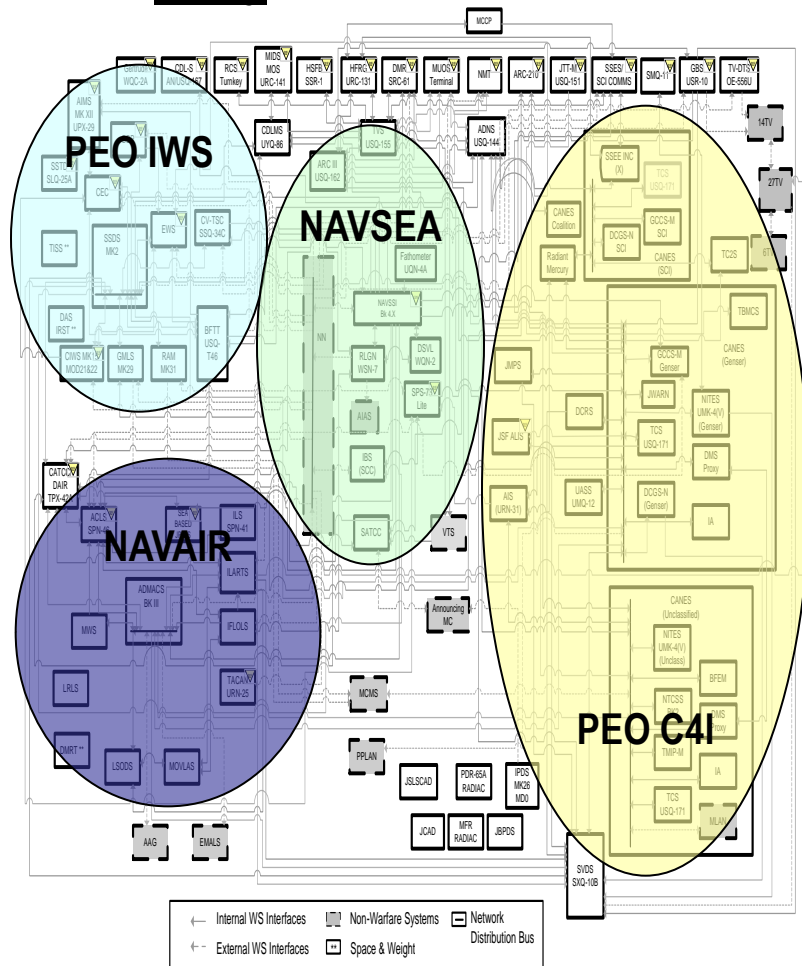 MCCP
Gertrude
WQC-2A
CDL-S
AN/USQ-167
RCS
Turnkey
MIDS
MOS
URC-141
HSFB
SSR-1
HFRG
URC-131
DMR
SRC-61
MUOS
Terminal
NMT
ARC-210
JTT-M
USQ-151
SSES/
SCI COMMS
SMQ-11
GBS
USR-10
TV-DTS
OE-556U
AIMS
MK XII
UPX-29
CDLMS
UYQ-86
TVS
USQ-155
ADNS
USQ-144
14TV
27TV
6TV
PEO IWS
SSTD
SLQ-25A
CEC
TISS **
SSDS
MK2
EWS
CV-TSC
SSQ-34C
DAS
IRST **
CIWS MK15
MOD21&22
GMLS
MK29
RAM
MK31
BFTT
USQ-
T46
ARC III
USQ-162
NAVSEA
Fathometer
UQN-4A
NAVSSI
Bk 4.X
NN
RLGN
WSN-7
DSVL
WQN-2
SPS-73
Lite
AIAS
IBS
(SCC)
SATCC
VTS
Announcing
MC
MCMS
PPLAN
SSEE INC
(X)
TCS
USQ-171
CANES
Coalition
GCCS-M
SCI
DCGS-N
SCI
CANES
(SCI)
Radiant
Mercury
TC2S
TBMCS
CANES
(Genser)
JMPS
GCCS-M
Genser
JWARN
DCRS
NITES
UMK-4(V)
(Genser)
JSF ALIS
TCS
USQ-171
DMS
Proxy
AIS
(URN-31)
UASS
UMQ-12
DCGS-N
(Genser)
IA
CANES
(Unclassified)
NITES
UMK-4(V)
(Unclass)
BFEM
NTCSS
DMS
Proxy
PEO C4I
TMIP-M
IA
TCS
USQ-171
MLAN
CATCC
DAIR
TPX-42A
ACLS
SPN-46
SEA
BASED
ILS
SPN-41
NAVAIR
ILARTS
ADMACS
BK III
MWS
IFLOLS
LRLS
TACAN
URN-25
DMRT **
LSODS
MOVLAS
AAG
EMALS
JSLSCAD
PDR-65A
RADIAC
IPDS
MK26
MD0
JCAD
MFR
RADIAC
JBPDS
SVDS
SXQ-10B
Internal WS Interfaces
Non-Warfare Systems
Network
Distribution Bus
External WS Interfaces
** Space & Weight